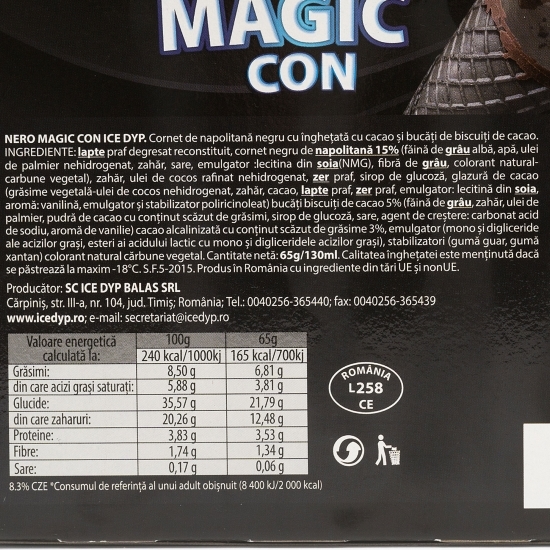 MAGIC
CON
NERO MAGIC CON ICE DYP. Cornet de napolitană negru cu înghețată cu cacao și bucăți de biscuiți de cacao.
INGREDIENTE: lapte praf degresat reconstituit, cornet negru de napolitană 15% (făină de grâu albă, apă, ulei
de palmier nehidrogenat, zahăr, sare, emulgator :lecitina din soia(NMG), fibră de grâu, colorant natural-
carbune vegetal), zahăr, ulei de cocos rafinat nehidrogenat, zer praf, sirop de glucoză, glazură de cacao
(grăsime vegetală-ulei de cocos nehidrogenat, zahăr, cacao, lapte praf, zer praf, emulgator: lecitină din soia,
aromă: vanilină, emulgator și stabilizator poliricinoleat) bucăți biscuiți de cacao 5% (făină de grâu, zahăr, ulei de
palmier, pudră de cacao cu conținut scăzut de grăsimi, sirop de glucoză, sare, agent de creștere: carbonat acid
de sodiu, aromă de vanilie) cacao alcalinizată cu conținut scăzut de grăsime 3%, emulgator (mono și digliceride
ale acizilor grași, esteri ai acidului lactic cu mono și digliceridele acizilor grași), stabilizatori (gumă guar, gumă
xantan) colorant natural cărbune vegetal. Cantitate netă: 65g/130ml. Calitatea înghețatei este menținută dacă
se păstrează la maxim -18°C. S.F.5-2015. Produs în România cu ingrediente din tări UE și nonUE.
Producător: SC ICE DYP BALAS SRL
Cărpiniș, str. III-a, nr. 104, jud. Timiș; România; Tel.: 0040256-365440; fax: 0040256-365439
www.icedyp.ro; e-mail: secretariat@icedyp.ro
Valoare energetică 100g 65g
calculată la: 240 kcal/1000kj 165 kcal/700kj
Grăsimi: 8,50 g 6,81 g
din care acizi grași saturați: 5,88 g 3,81 g
Glucide: 35,57 g 21,79 g
din care zaharuri: 20,26 g 12,48 g
Proteine: 3,83 g 3,53 g
Fibre: 1,74 g 1,34 g
Sare: 0,17 g 0,06 g
ROMÂNIA
L258
CE
8.3% CZE *Consumul de referință al unui adult obișnuit (8 400 kJ/2 000 kcal)